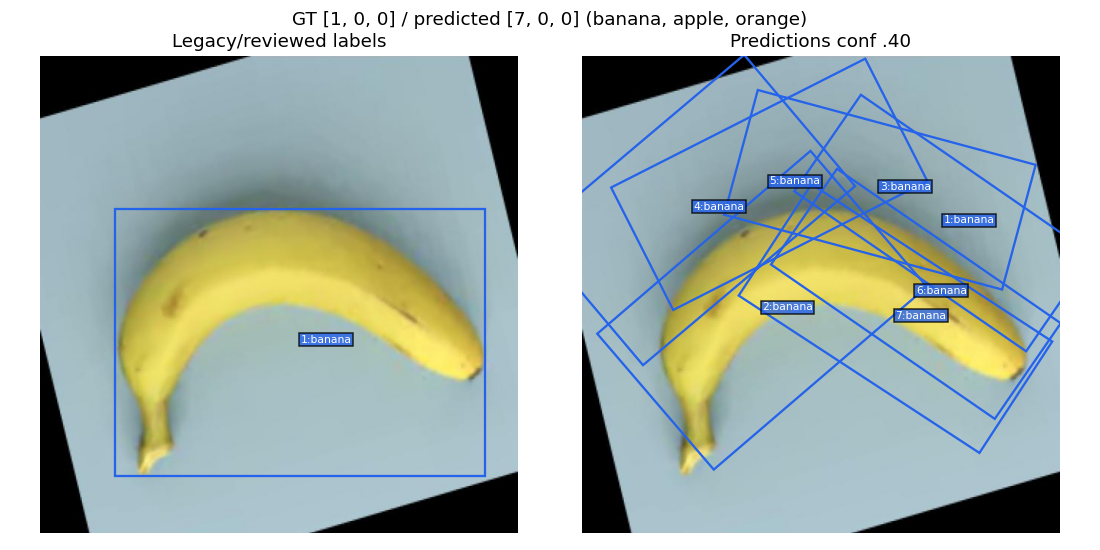 GT [1, 0, 0] / predicted [7, 0, 0] (banana, apple, orange)
Legacy/reviewed labels
Predictions conf .40
1:banana
5:banana
3:banana
4:banana
1:banana
6:banana
2:banana
7:banana